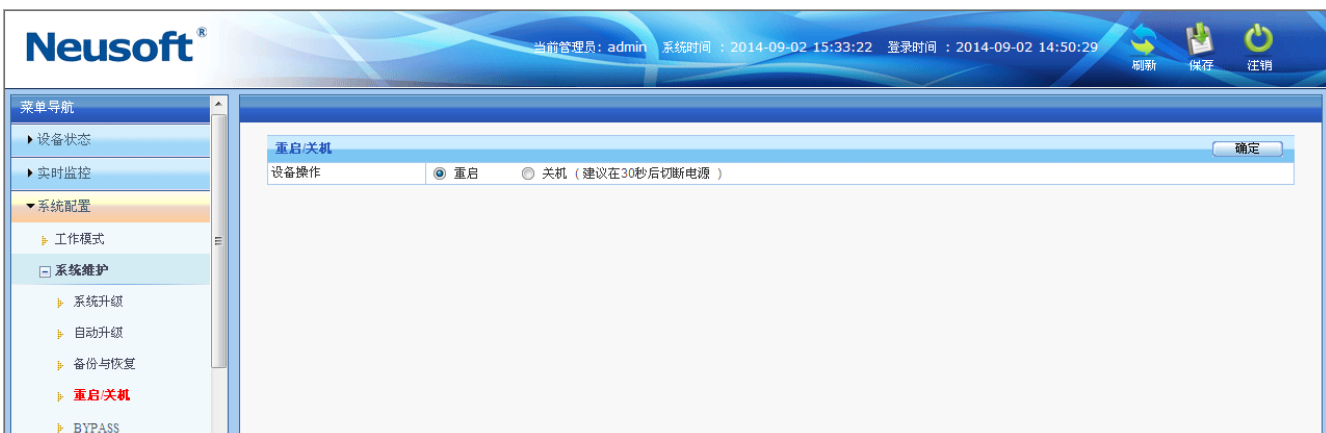 Neusoft®
当前管理员: admin 系统时间 : 2014-09-02 15:33:22 登录时间 : 2014-09-02 14:50:29
刷新 保存 注销
菜单导航
设备状态
实时监控
系统配置
工作模式
系统维护
系统升级
自动升级
备份与恢复
重启/关机
BYPASS
重启/关机 确定
设备操作 重启 关机 ( 建议在30秒后切断电源 )